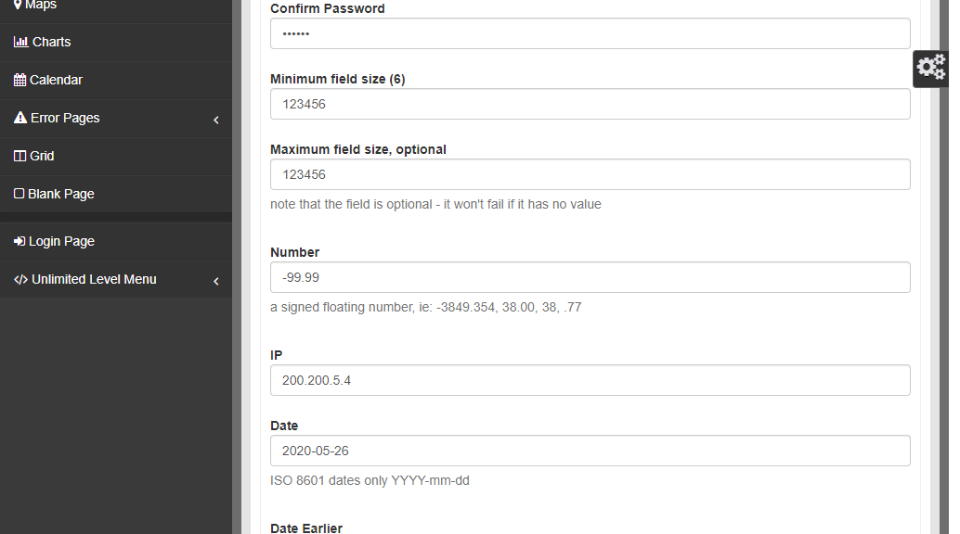 Maps
Charts
Calendar
Error Pages
Grid
Blank Page
Login Page
Unlimited Level Menu
Confirm Password
••••••
Minimum field size (6)
123456
Maximum field size, optional
123456
note that the field is optional - it won't fail if it has no value
Number
-99.99
a signed floating number, ie: -3849.354, 38.00, 38, .77
IP
200.200.5.4
Date
2020-05-26
ISO 8601 dates only YYYY-mm-dd
Date Earlier